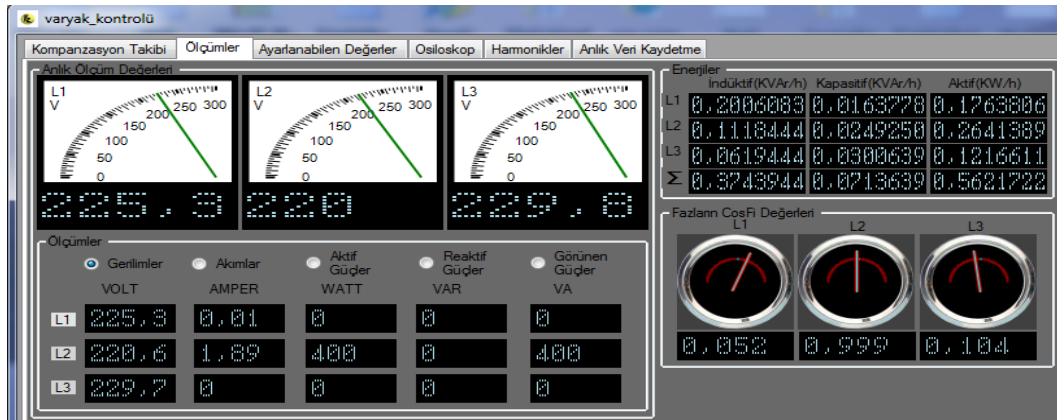 varyak_kontrolü
Kompanzasyon Takibi Ölçümler Ayarlanabilen Değerler Osiloskop Harmonikler Anlık Veri Kaydetme
Anlık Ölçüm Değerleri
L1
V
0 50 100 150 200 250 300
225,3
L2
V
0 50 100 150 200 250 300
220
L3
V
0 50 100 150 200 250 300
229,8
Ölçümler
Gerilimler Akımlar Aktif Güçler Reaktif Güçler Görünen Güçler
VOLT AMPER WATT VAR VA
L1 225,3 0,01 0 0 0
L2 220,6 1,89 400 0 400
L3 229,7 0 0 0 0
Enerjiler
İndüktif(KVAr/h) Kapasitif(KVAr/h) Aktif(KW/h)
L1 0,2006083 0,0163778 0,1763806
L2 0,1118444 0,0249250 0,2641389
L3 0,0619444 0,0300639 0,1216611
Σ 0,3743944 0,0713639 0,5621722
Fazların CosFi Değerleri
L1 L2 L3
0,052 0,999 0,104